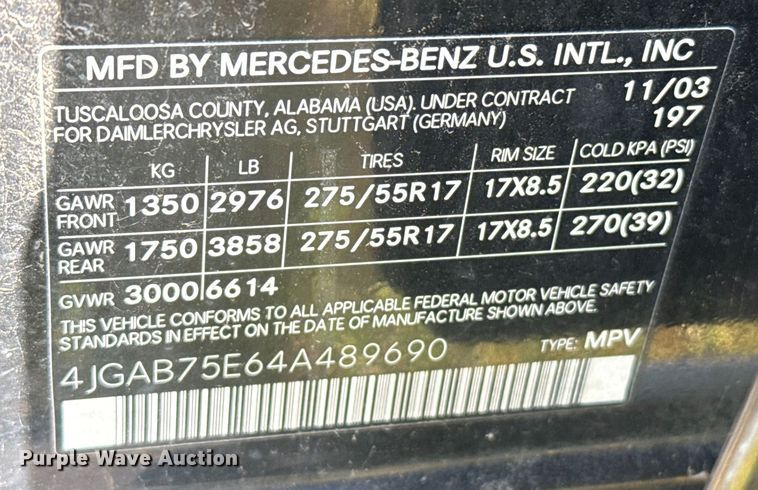 MFD BY MERCEDES-BENZ U.S. INTL., INC
TUSCALOOSA COUNTY, ALABAMA (USA). UNDER CONTRACT 11/03
FOR DAIMLERCHRYSLER AG, STUTTGART (GERMANY) 197
KG LB TIRES RIM SIZE COLD KPA (PSI)
GAWR FRONT 1350 2976 275/55R17 17X8.5 220(32)
GAWR REAR 1750 3858 275/55R17 17X8.5 270(39)
GVWR 3000 6614
THIS VEHICLE CONFORMS TO ALL APPLICABLE FEDERAL MOTOR VEHICLE SAFETY
STANDARDS IN EFFECT ON THE DATE OF MANUFACTURE SHOWN ABOVE.
4JGAB75E64A489690 TYPE: MPV
Purple Wave Auction